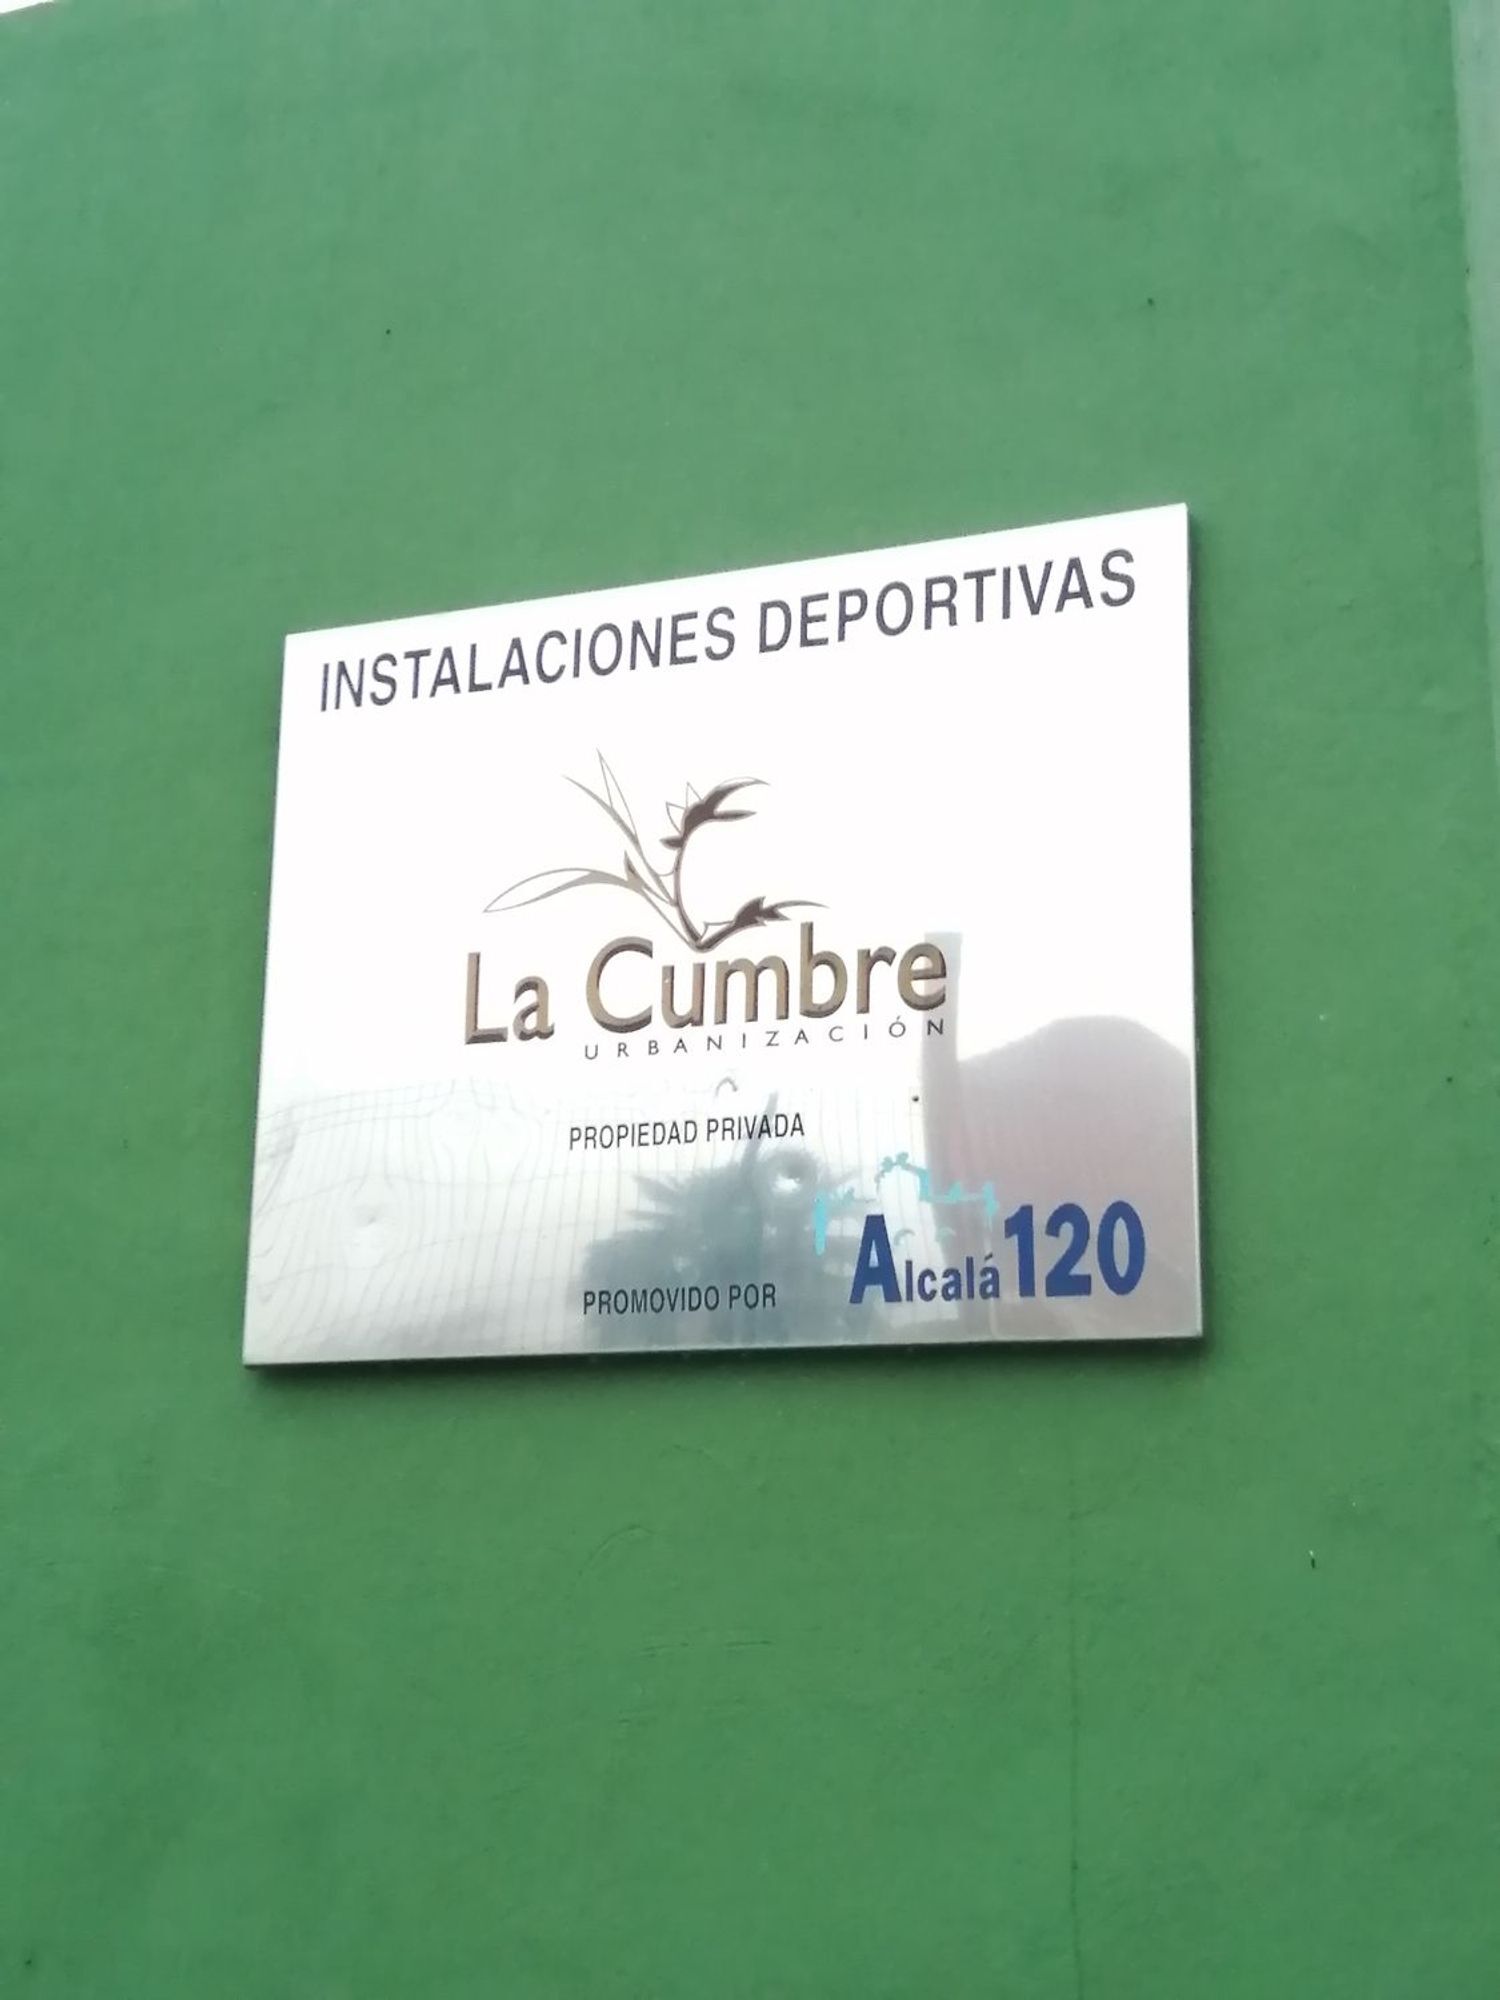 INSTALACIONES DEPORTIVAS
La Cumbre
URBANIZACIÓN
PROPIEDAD PRIVADA
PROMOVIDO POR Alcalá 120